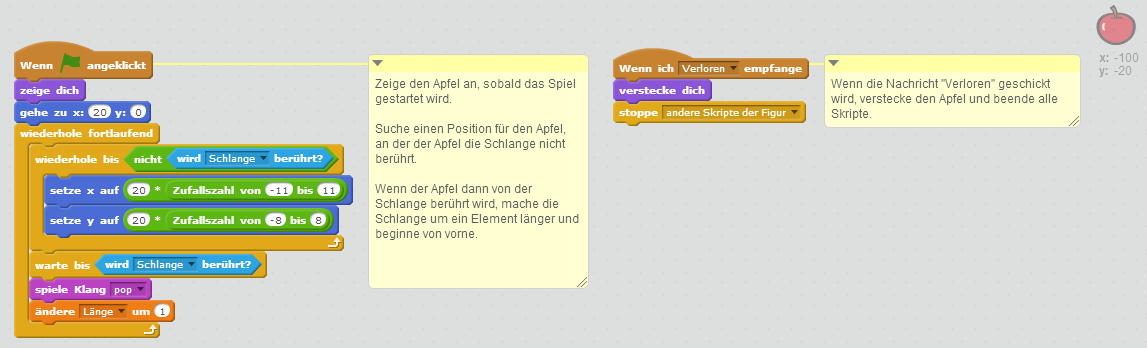 Wenn angeklickt
zeige dich
gehe zu x: 20 y: 0
wiederhole fortlaufend
wiederhole bis nicht wird Schlange berührt?
setze x auf 20 * Zufallszahl von -11 bis 11
setze y auf 20 * Zufallszahl von -8 bis 8
warte bis wird Schlange berührt?
spiele Klang pop
ändere Länge um 1
Zeige den Apfel an, sobald das Spiel
gestartet wird.
Suche einen Position für den Apfel,
an der der Apfel die Schlange nicht
berührt.
Wenn der Apfel dann von der
Schlange berührt wird, mache die
Schlange um ein Element länger und
beginne von vorne.
Wenn ich Verloren empfange
verstecke dich
stoppe andere Skripte der Figur
Wenn die Nachricht "Verloren" geschickt
wird, verstecke den Apfel und beende alle
Skripte.
x: -100
y: -20